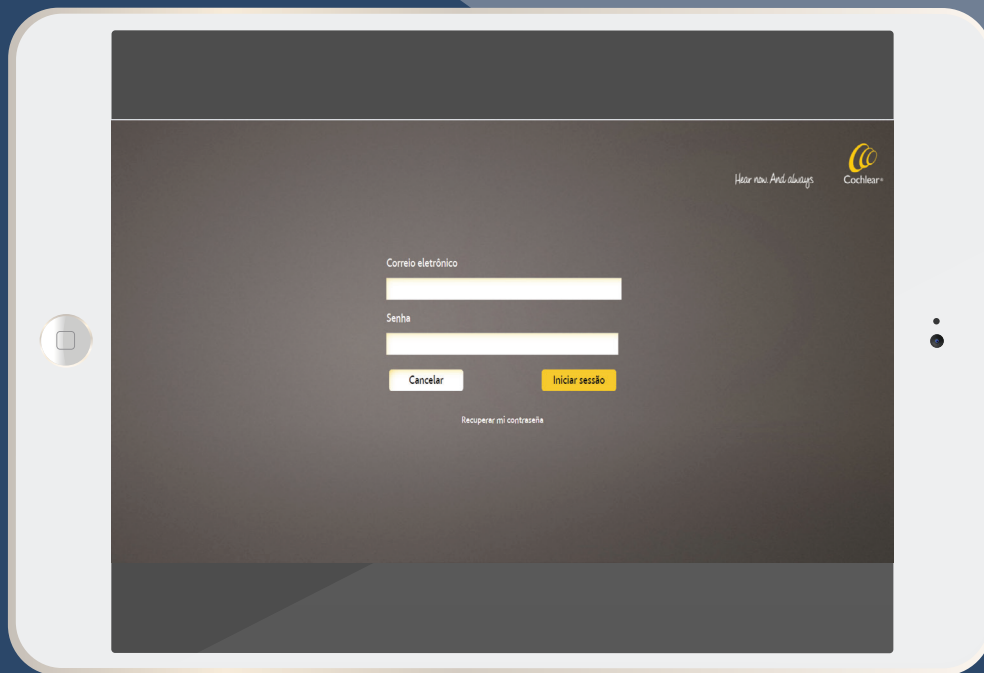 Hear now. And always
Cochlear®
Correio eletrônico
Senha
Cancelar
Iniciar sessão
Recuperar mi contraseña